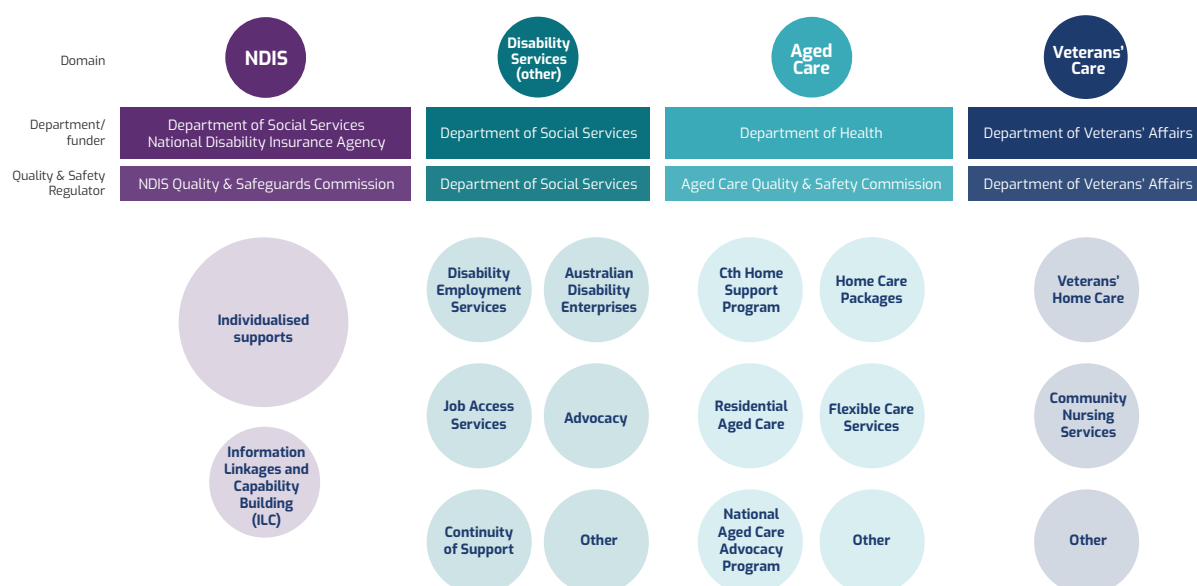 Domain
NDIS
Disability
Services
(other)
Aged
Care
Veterans'
Care
Department/
funder
Department of Social Services
National Disability Insurance Agency
Department of Social Services
Department of Health
Department of Veterans' Affairs
Quality & Safety
Regulator
NDIS Quality & Safeguards Commission
Department of Social Services
Aged Care Quality & Safety Commission
Department of Veterans' Affairs
Individualised
supports
Information
Linkages and
Capability
Building
(ILC)
Disability
Employment
Services
Australian
Disability
Enterprises
Job Access
Services
Advocacy
Continuity
of Support
Other
Cth Home
Support
Program
Home Care
Packages
Residential
Aged Care
Flexible Care
Services
National
Aged Care
Advocacy
Program
Other
Veterans'
Home Care
Community
Nursing
Services
Other